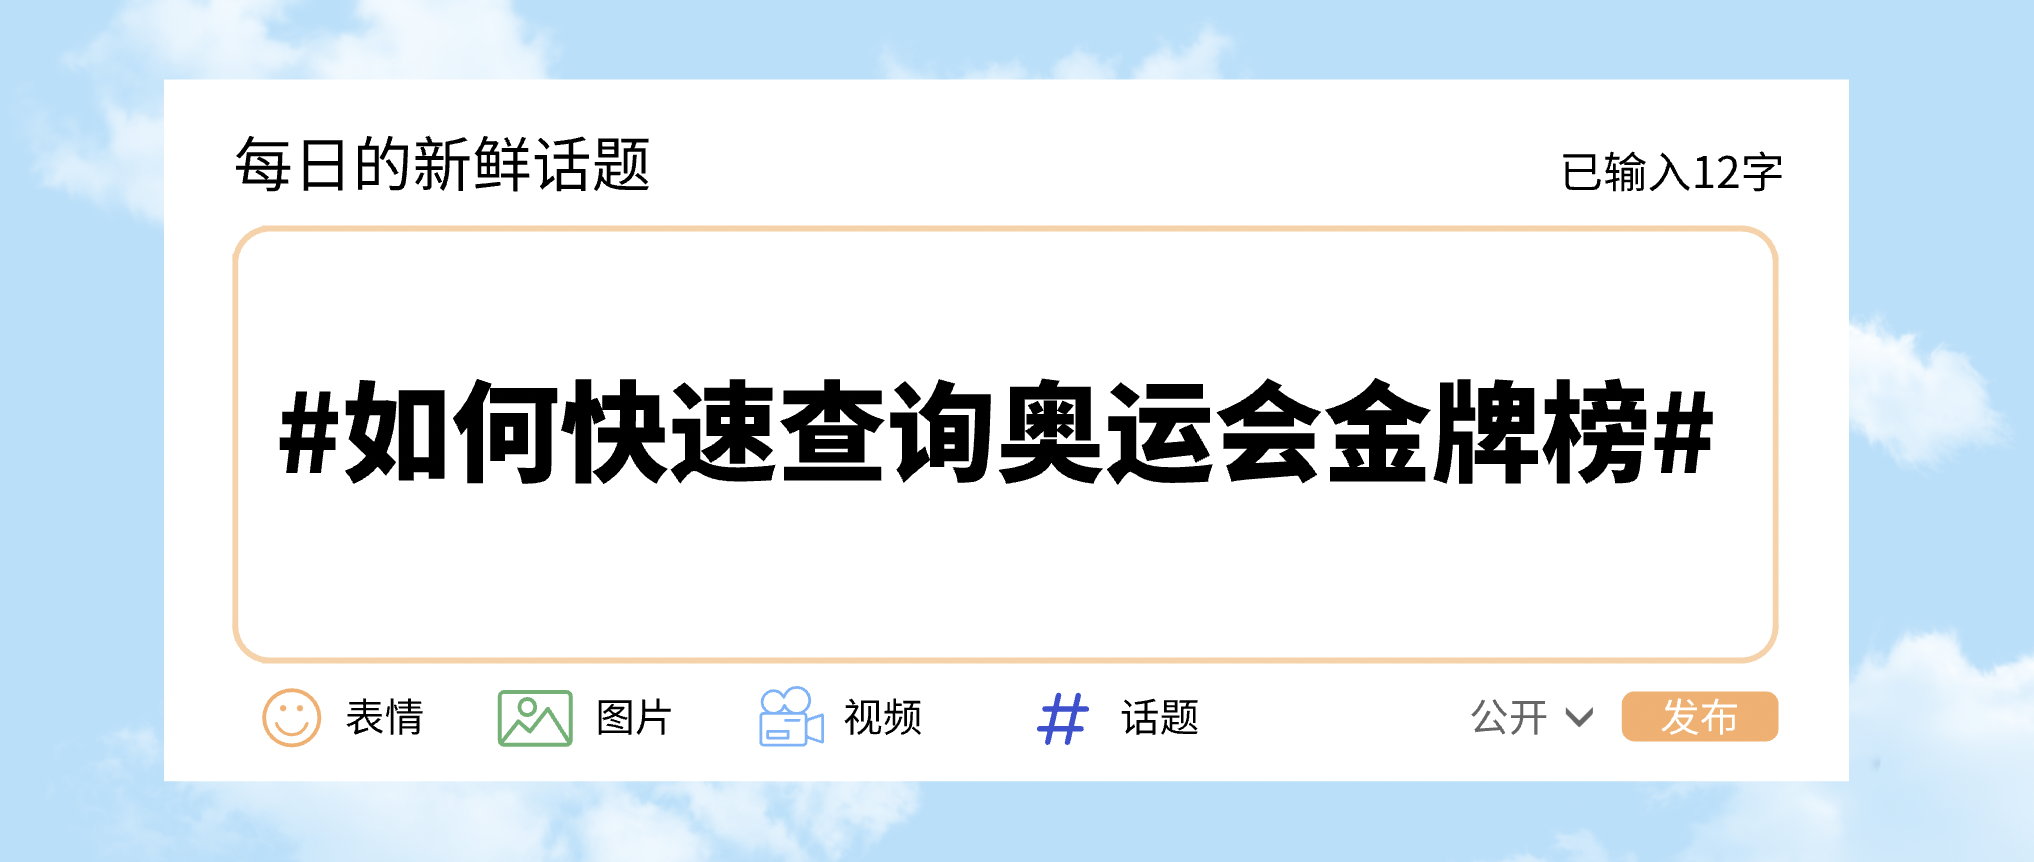 每日的新鲜话题
已输入12字
#如何快速查询奥运会金牌榜#
表情 图片 视频 # 话题 公开 发布